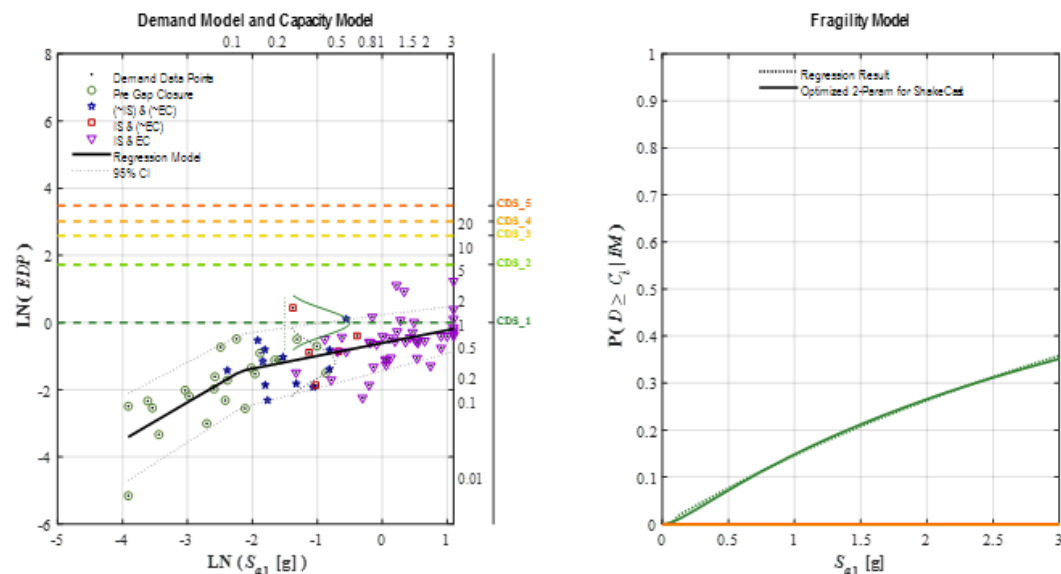 Demand Model and Capacity Model
0.1 0.2 0.5 0.81 1.5 2 3
8
6
4
2
0
-2
-4
-6
LN(EDP)
Demand Data Points
Pre Gap Closure
(~IS) & (~EC)
IS & (~EC)
IS & EC
Regression Model
95% CI
20
10
5
2
1
0.5
0.2
0.1
0.01
CDS_5
CDS_4
CDS_3
CDS_2
CDS_1
-5 -4 -3 -2 -1 0 1
LN (Sa1 [g])
Fragility Model
1
0.9
0.8
0.7
0.6
0.5
0.4
0.3
0.2
0.1
0
P(D ≥ Ci | IM)
Regression Result
Optimized 2-Param for ShakeCast
0 0.5 1 1.5 2 2.5 3
Sa1 [g]